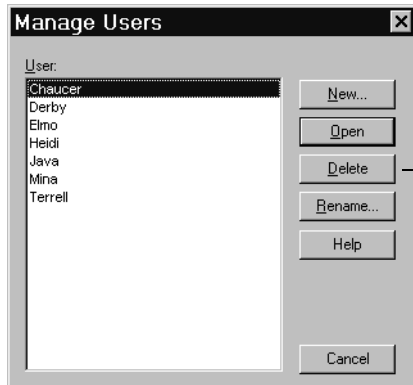 Manage Users
User:
Chaucer
Derby
Elmo
Heidi
Java
Mina
Terrell
New...
Open
Delete
Rename...
Help
Cancel